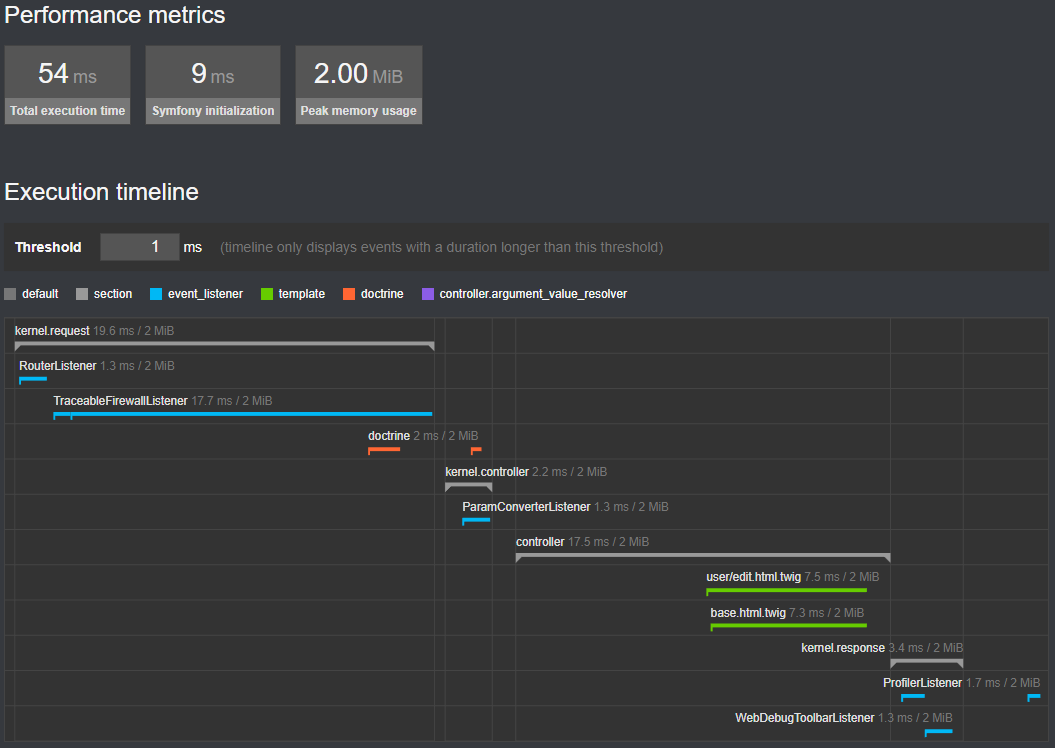 Performance metrics
54 ms 9 ms 2.00 MiB
Total execution time Symfony initialization Peak memory usage
Execution timeline
Threshold 1 ms (timeline only displays events with a duration longer than this threshold)
default section event_listener template doctrine controller.argument_value_resolver
kernel.request 19.6 ms / 2 MiB
RouterListener 1.3 ms / 2 MiB
TraceableFirewallListener 17.7 ms / 2 MiB
doctrine 2 ms / 2 MiB
kernel.controller 2.2 ms / 2 MiB
ParamConverterListener 1.3 ms / 2 MiB
controller 17.5 ms / 2 MiB
user/edit.html.twig 7.5 ms / 2 MiB
base.html.twig 7.3 ms / 2 MiB
kernel.response 3.4 ms / 2 MiB
ProfilerListener 1.7 ms / 2 MiB
WebDebugToolbarListener 1.3 ms / 2 MiB